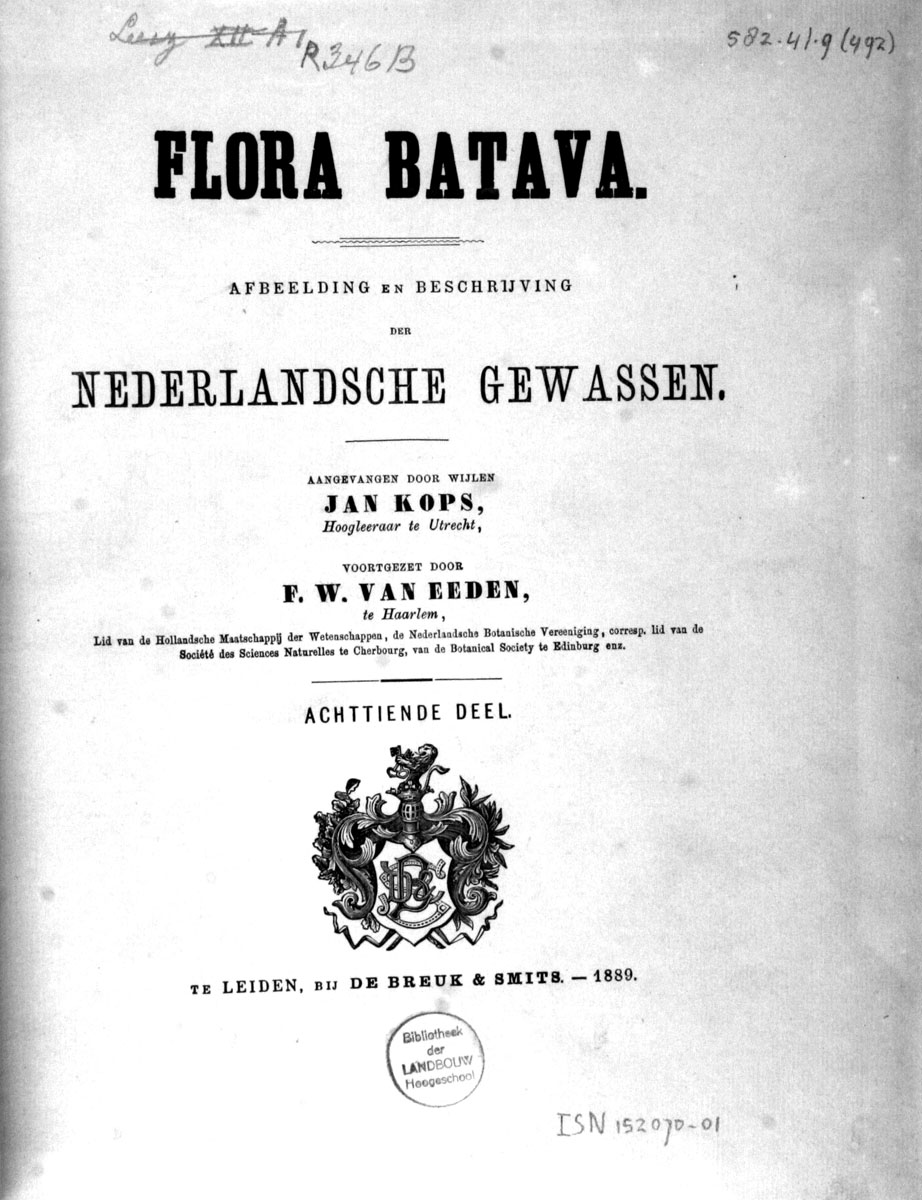 XII A,
R346B
582.41.9 (492)
FLORA BATAVA.
AFBEELDING EN BESCHRIJVING
DER
NEDERLANDSCHE GEWASSEN.
AANGEVANGEN DOOR WIJLEN
JAN KOPS,
Hoogleeraar te Utrecht,
VOORTGEZET DOOR
F. W. VAN EEDEN,
te Haarlem,
Lid van de Hollandsche Maatschappij der Wetenschappen, de Nederlandsche Botanische Vereeniging, corresp. lid van de
Société des Sciences Naturelles te Cherbourg, van de Botanical Society te Edinburg enz.
ACHTTIENDE DEEL.
TE LEIDEN, BIJ DE BREUK & SMITS. — 1889.
Bibliotheek
der
LANDBOUW
Hoogeschool
ISN 152070-01